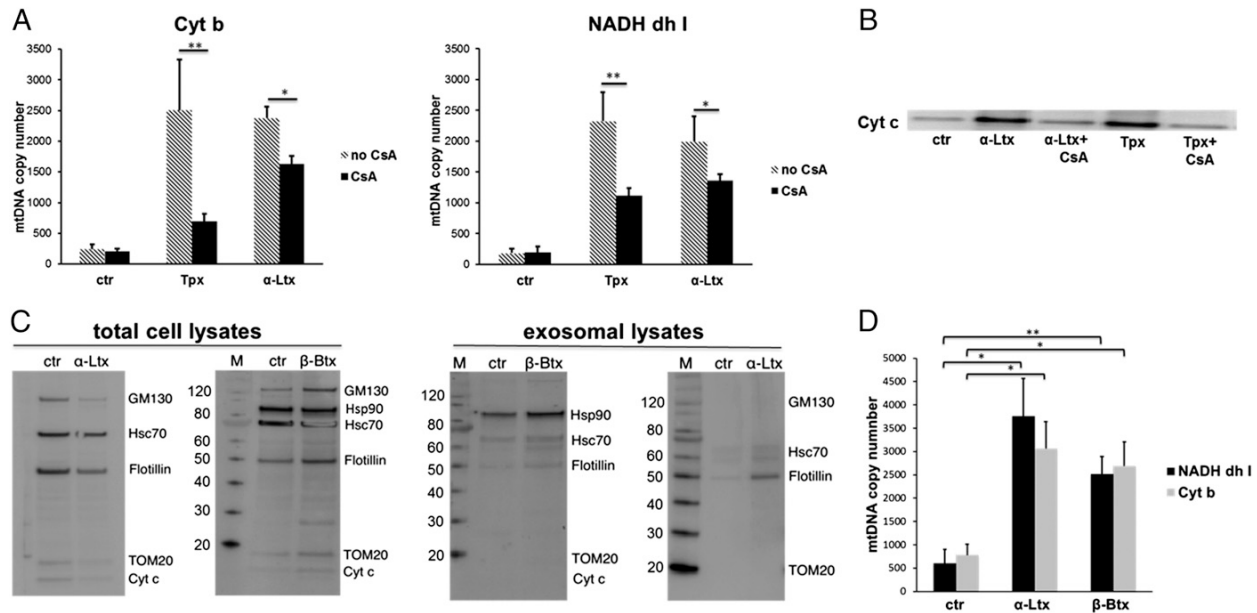 A
Cyt b
mtDNA copy number
3500
3000
2500
2000
1500
1000
500
0
**
*
ctr Tpx α-Ltx
no CsA
CsA
NADH dh I
mtDNA copy number
3500
3000
2500
2000
1500
1000
500
0
**
*
ctr Tpx α-Ltx
no CsA
CsA
B
Cyt c
ctr α-Ltx α-Ltx+ CsA Tpx Tpx+ CsA
C
total cell lysates
ctr α-Ltx
GM130
Hsc70
Flotillin
TOM20
Cyt c
M ctr β-Btx
120
80
60
50
40
30
20
GM130
Hsp90
Hsc70
Flotillin
TOM20
Cyt c
exosomal lysates
M ctr β-Btx
120
80
60
50
40
30
20
Hsp90
Hsc70
Flotillin
TOM20
Cyt c
M ctr α-Ltx
120
80
60
50
40
30
20
GM130
Hsc70
Flotillin
TOM20
D
mtDNA copy numnber
5000
4500
4000
3500
3000
2500
2000
1500
1000
500
0
**
*
*
*
ctr α-Ltx β-Btx
NADH dh I
Cyt b